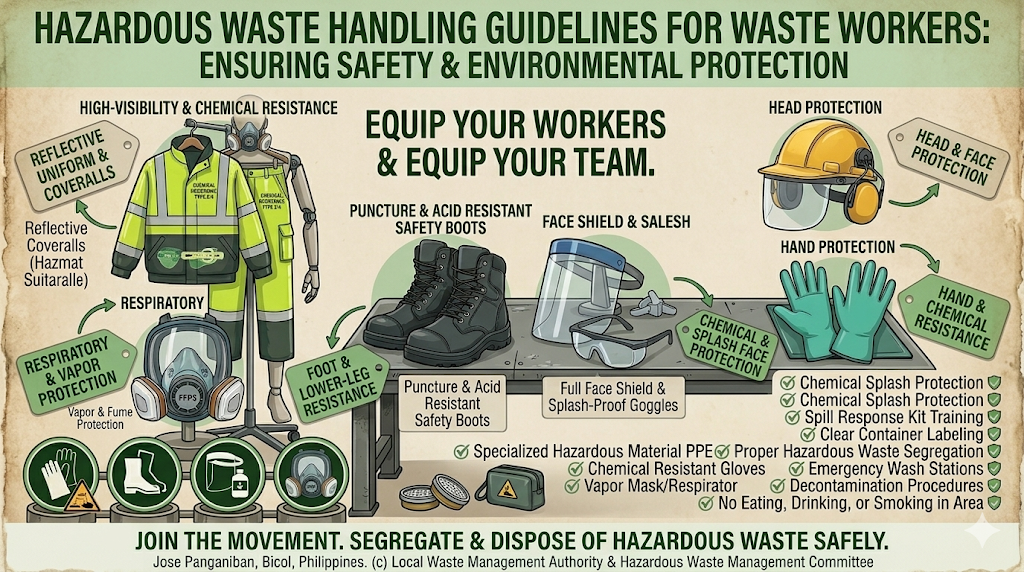 HAZARDOUS WASTE HANDLING GUIDELINES FOR WASTE WORKERS:
ENSURING SAFETY & ENVIRONMENTAL PROTECTION
HIGH-VISIBILITY & CHEMICAL RESISTANCE
REFLECTIVE
UNIFORM &
COVERALLS
Reflective
Coveralls
(Hazmat
Suitaralle)
EQUIP YOUR WORKERS
& EQUIP YOUR TEAM.
HEAD PROTECTION
HEAD & FACE
PROTECTION
PUNCTURE & ACID RESISTANT
SAFETY BOOTS
FACE SHIELD & SALESH
HAND PROTECTION
HAND &
CHEMICAL
RESISTANCE
RESPIRATORY
RESPIRATORY
& VAPOR
PROTECTION
FFPS
Vapor & Fume
Protection
FOOT &
LOWER-LEG
RESISTANCE
CHEMICAL &
SPLASH FACE
PROTECTION
Puncture & Acid
Resistant
Safety Boots
Full Face Shield &
Splash-Proof Goggles
Chemical Splash Protection
Chemical Splash Protection
Spill Response Kit Training
Clear Container Labeling
Specialized Hazardous Material PPE
Proper Hazardous Waste Segregation
Chemical Resistant Gloves
Emergency Wash Stations
Vapor Mask/Respirator
Decontamination Procedures
No Eating, Drinking, or Smoking in Area
JOIN THE MOVEMENT. SEGREGATE & DISPOSE OF HAZARDOUS WASTE SAFELY.
Jose Panganiban, Bicol, Philippines. (c) Local Waste Management Authority & Hazardous Waste Management Committee